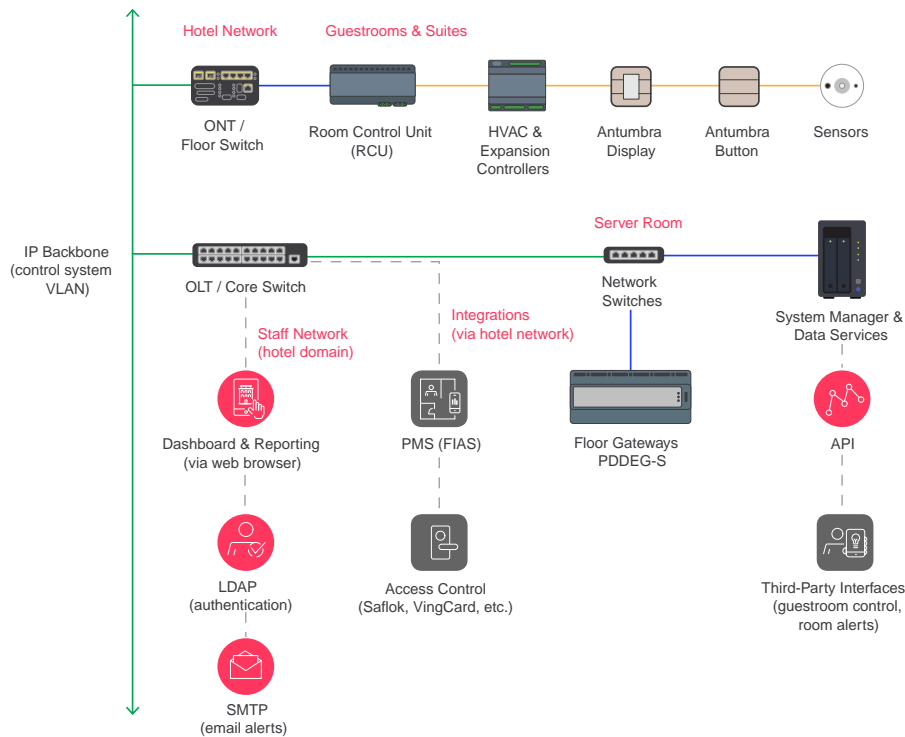 Hotel Network
Guestrooms & Suites
ONT /
Floor Switch
Room Control Unit
(RCU)
HVAC &
Expansion
Controllers
Antumbra
Display
Antumbra
Button
Sensors
IP Backbone
(control system
VLAN)
OLT / Core Switch
Server Room
Network
Switches
System Manager &
Data Services
Staff Network
(hotel domain)
Integrations
(via hotel network)
Dashboard & Reporting
(via web browser)
PMS (FIAS)
Floor Gateways
PDDEG-S
API
LDAP
(authentication)
Access Control
(Saflok, VingCard, etc.)
Third-Party Interfaces
(guestroom control,
room alerts)
SMTP
(email alerts)